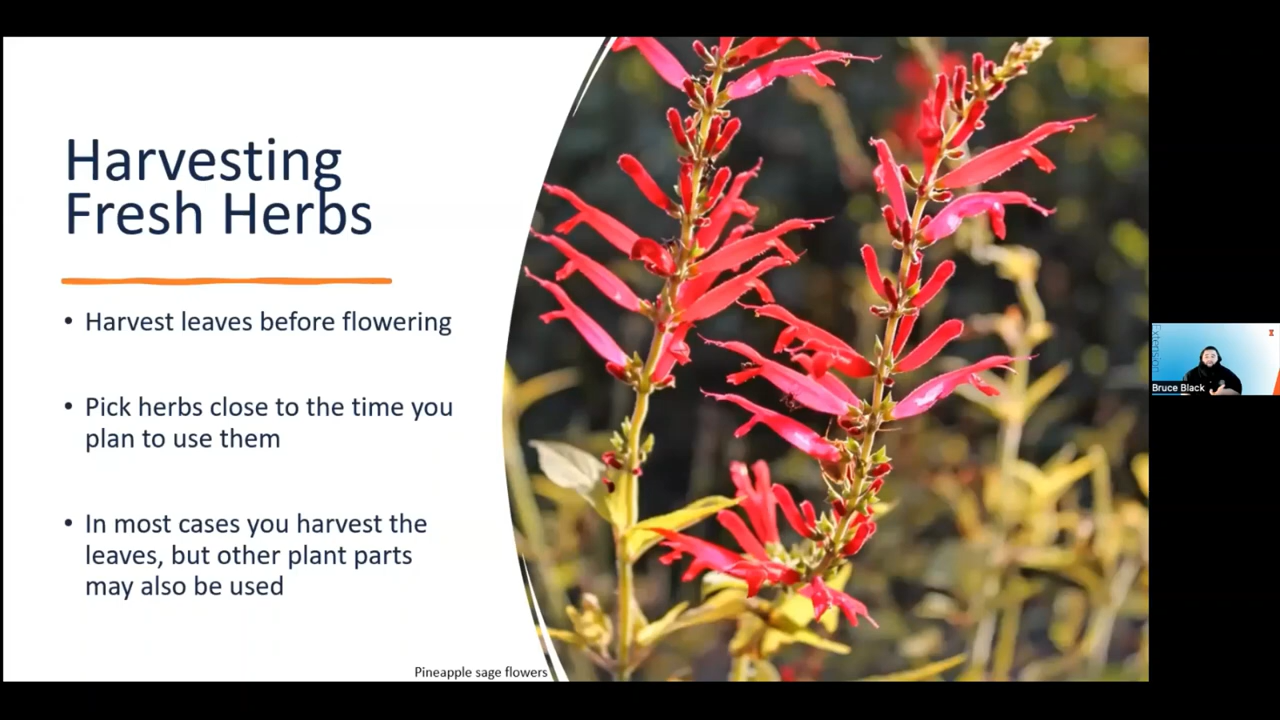 Harvesting
Fresh Herbs
• Harvest leaves before flowering
• Pick herbs close to the time you
plan to use them
• In most cases you harvest the
leaves, but other plant parts
may also be used
Pineapple sage flowers
Extension
Bruce Black